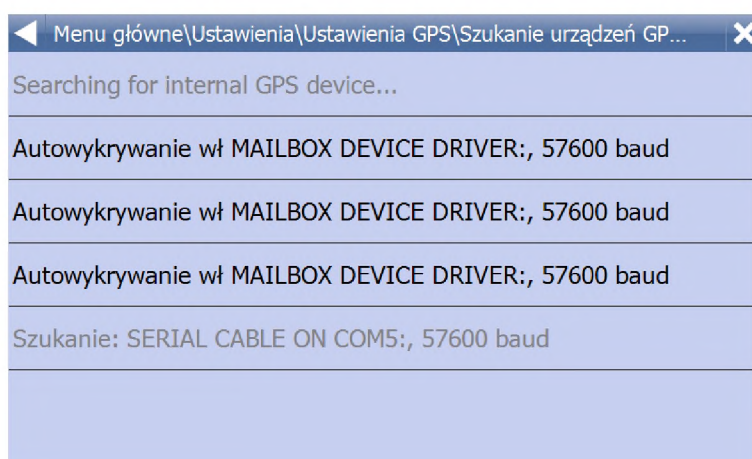 Menu główne\Ustawienia\Ustawienia GPS\Szukanie urządzeń GP...
Searching for internal GPS device...
Autowykrywanie wł MAILBOX DEVICE DRIVER:, 57600 baud
Autowykrywanie wł MAILBOX DEVICE DRIVER:, 57600 baud
Autowykrywanie wł MAILBOX DEVICE DRIVER:, 57600 baud
Szukanie: SERIAL CABLE ON COM5:, 57600 baud